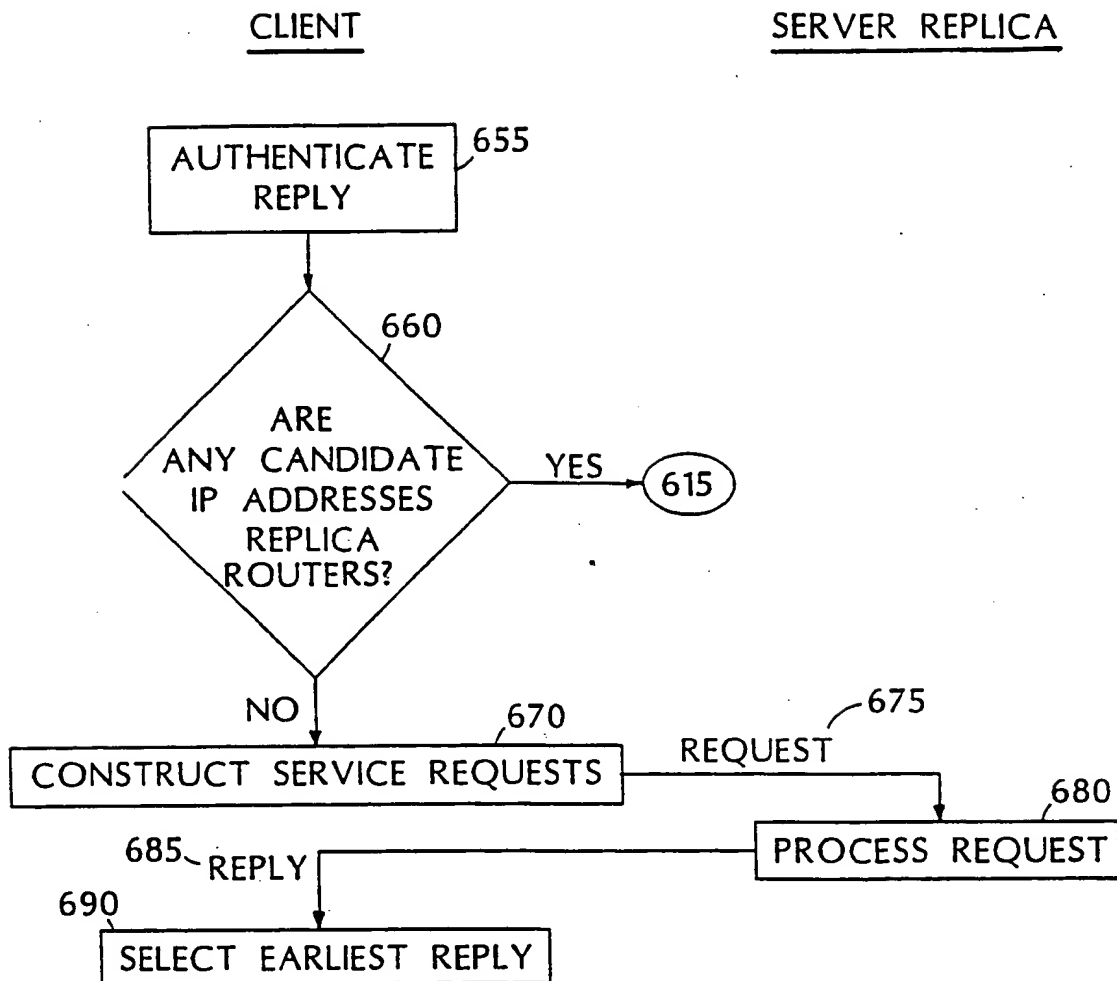 CLIENT
SERVER REPLICA
655
AUTHENTICATE
REPLY
660
ARE
ANY CANDIDATE
IP ADDRESSES
REPLICA
ROUTERS?
YES
615
NO
670
CONSTRUCT SERVICE REQUESTS
675
REQUEST
680
PROCESS REQUEST
685
REPLY
690
SELECT EARLIEST REPLY